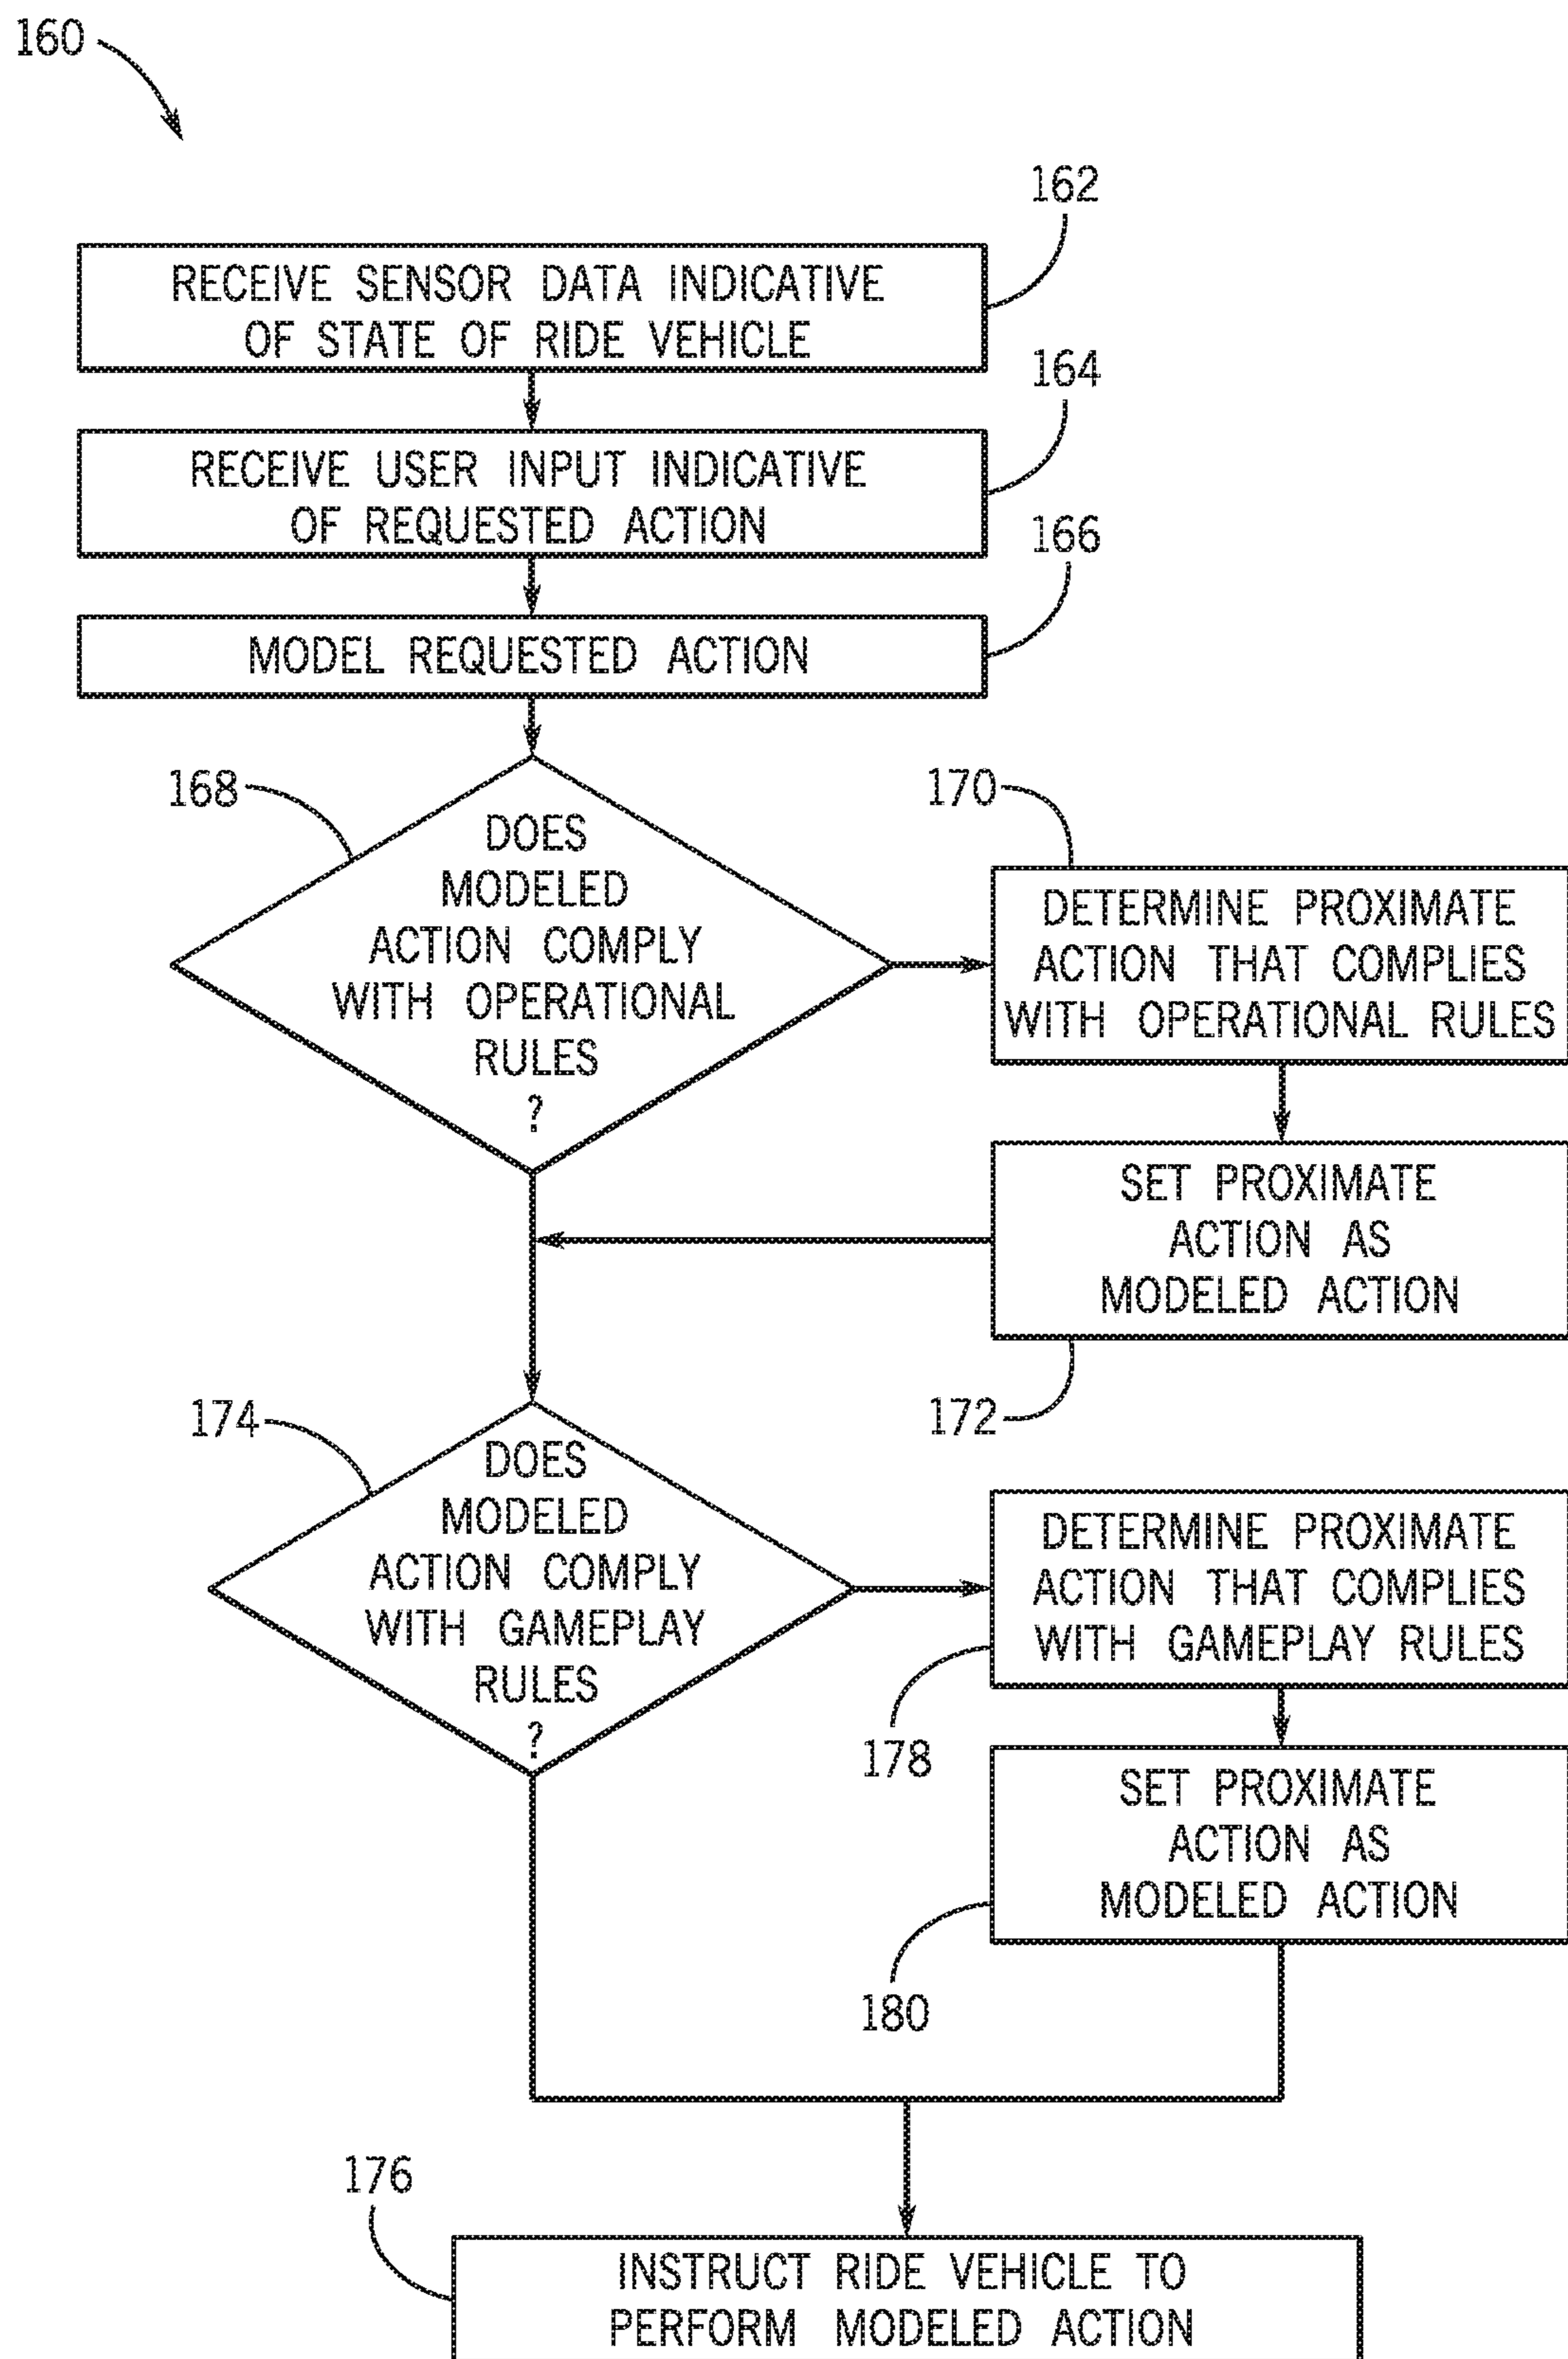 160
162
RECEIVE SENSOR DATA INDICATIVE
OF STATE OF RIDE VEHICLE
164
RECEIVE USER INPUT INDICATIVE
OF REQUESTED ACTION
166
MODEL REQUESTED ACTION
168
DOES
MODELED
ACTION COMPLY
WITH OPERATIONAL
RULES
?
170
DETERMINE PROXIMATE
ACTION THAT COMPLIES
WITH OPERATIONAL RULES
SET PROXIMATE
ACTION AS
MODELED ACTION
172
174
DOES
MODELED
ACTION COMPLY
WITH GAMEPLAY
RULES
?
DETERMINE PROXIMATE
ACTION THAT COMPLIES
WITH GAMEPLAY RULES
178
SET PROXIMATE
ACTION AS
MODELED ACTION
180
176
INSTRUCT RIDE VEHICLE TO
PERFORM MODELED ACTION